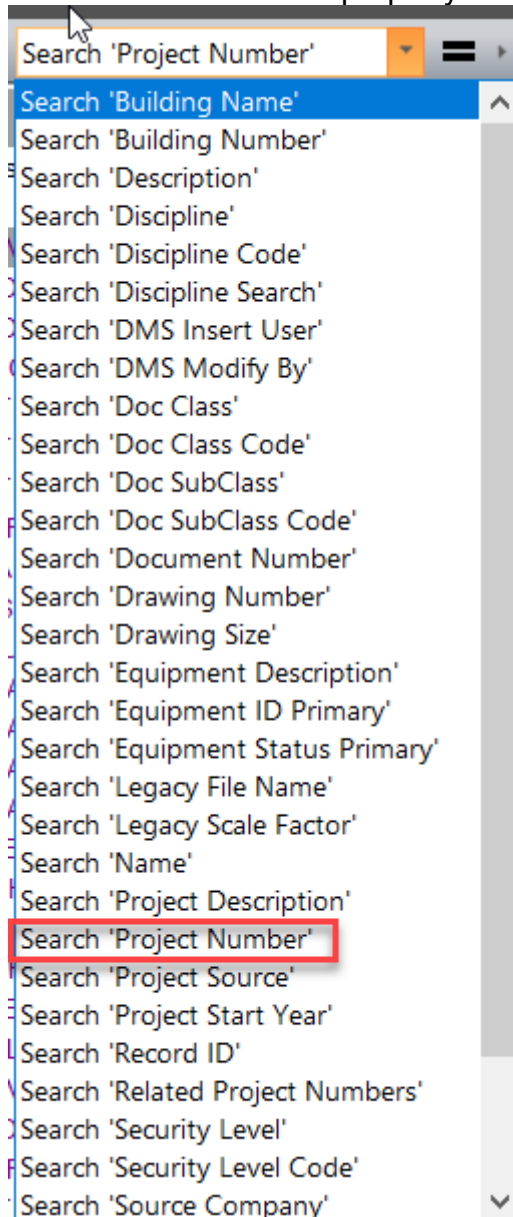 property
Search 'Project Number'
Search 'Building Name'
Search 'Building Number'
Search 'Description'
Search 'Discipline'
Search 'Discipline Code'
Search 'Discipline Search'
Search 'DMS Insert User'
Search 'DMS Modify By'
Search 'Doc Class'
Search 'Doc Class Code'
Search 'Doc SubClass'
Search 'Doc SubClass Code'
Search 'Document Number'
Search 'Drawing Number'
Search 'Drawing Size'
Search 'Equipment Description'
Search 'Equipment ID Primary'
Search 'Equipment Status Primary'
Search 'Legacy File Name'
Search 'Legacy Scale Factor'
Search 'Name'
Search 'Project Description'
Search 'Project Number'
Search 'Project Source'
Search 'Project Start Year'
Search 'Record ID'
Search 'Related Project Numbers'
Search 'Security Level'
Search 'Security Level Code'
Search 'Source Company'